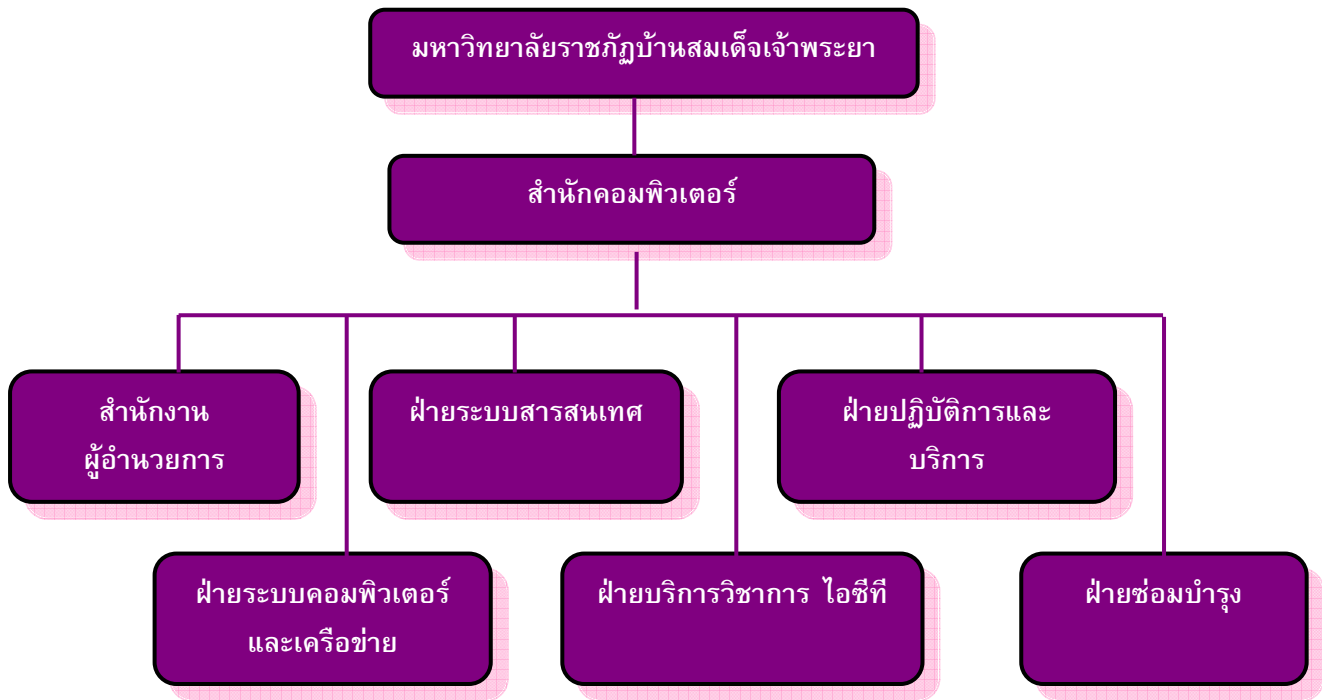 มหาวิทยาลัยราชภัฏบ้านสมเด็จเจ้าพระยา
สำนักคอมพิวเตอร์
สำนักงาน
ผู้อำนวยการ
ฝ่ายระบบสารสนเทศ
ฝ่ายปฏิบัติการและ
บริการ
ฝ่ายระบบคอมพิวเตอร์
และเครือข่าย
ฝ่ายบริการวิชาการ ไอซีที
ฝ่ายซ่อมบำรุง